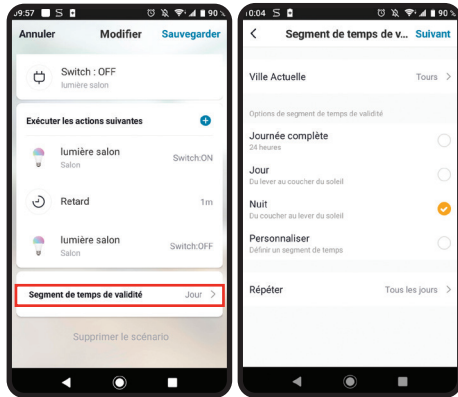 9:57
90%
Annuler Modifier Sauvegarder
Switch : OFF
lumière salon
Exécuter les actions suivantes
lumière salon
Salon
Switch:ON
Retard 1m
lumière salon
Salon
Switch:OFF
Segment de temps de validité Jour >
Supprimer le scénario
10:04
90%
< Segment de temps de v... Suivant
Ville Actuelle Tours >
Options de segment de temps de validité
Journée complète
24 heures
Jour
Du lever au coucher du soleil
Nuit
Du coucher au lever du soleil
Personnaliser
Définir un segment de temps
Répéter Tous les jours >